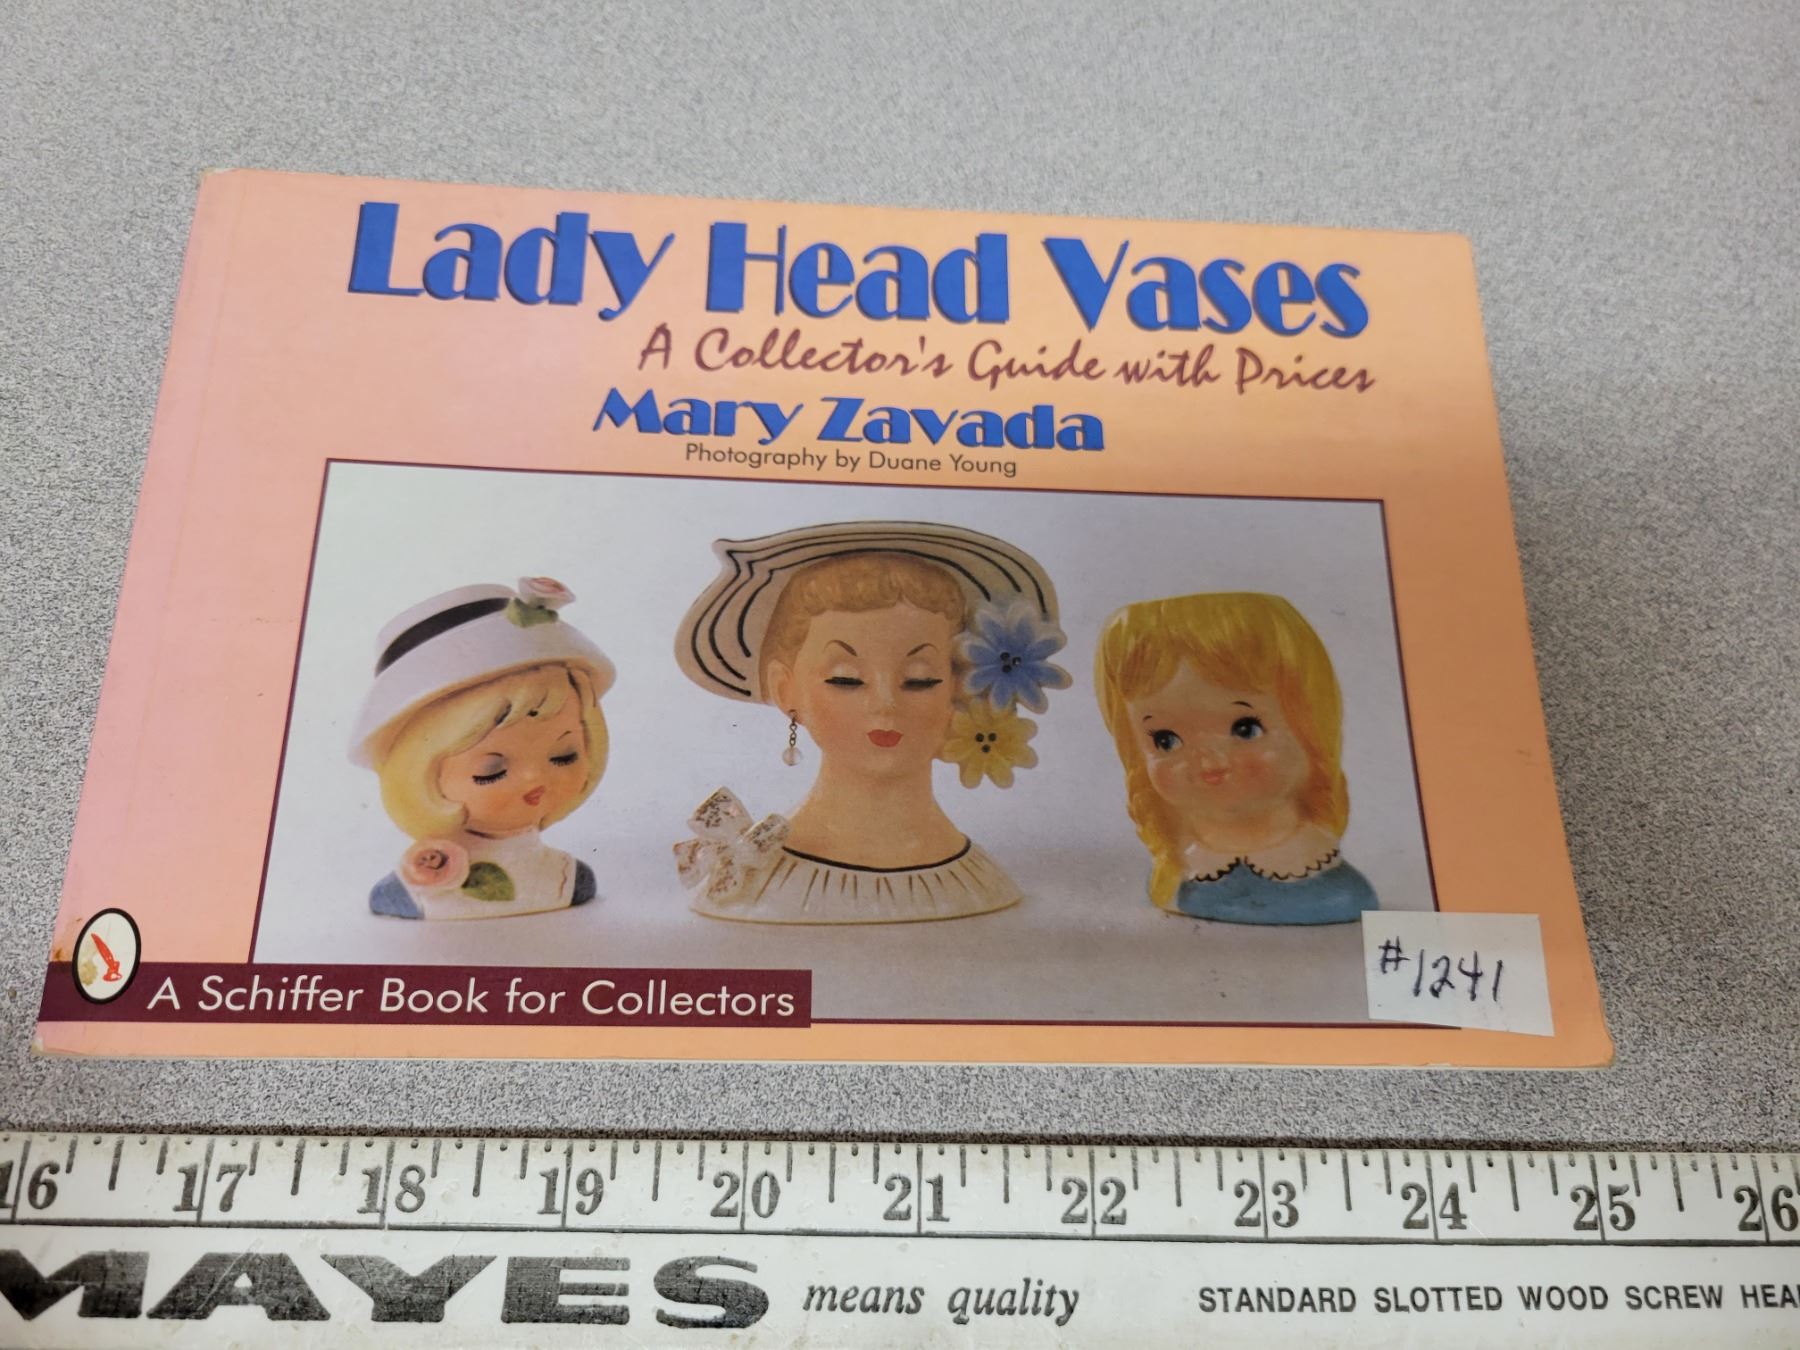 Lady Head Vases
A Collector's Guide with Prices
Mary Zavada
Photography by Duane Young
#1241
A Schiffer Book for Collectors
16 17 18 19 20 21 22 23 24 25 26
MAYES means quality STANDARD SLOTTED WOOD SCREW HEA